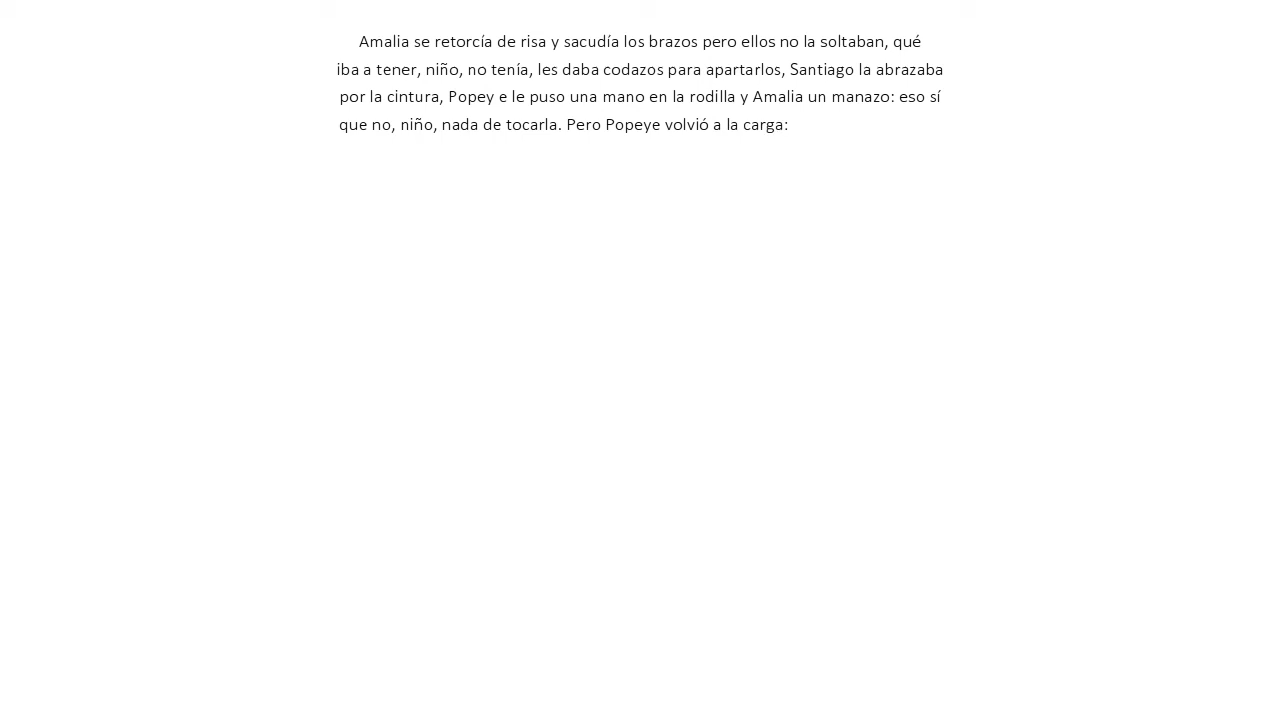 Amalia se retorcía de risa y sacudía los brazos pero ellos no la soltaban, qué
iba a tener, niño, no tenía, les daba codazos para apartarlos, Santiago la abrazaba
por la cintura, Popey e le puso una mano en la rodilla y Amalia un manazo: eso sí
que no, niño, nada de tocarla. Pero Popeye volvió a la carga: